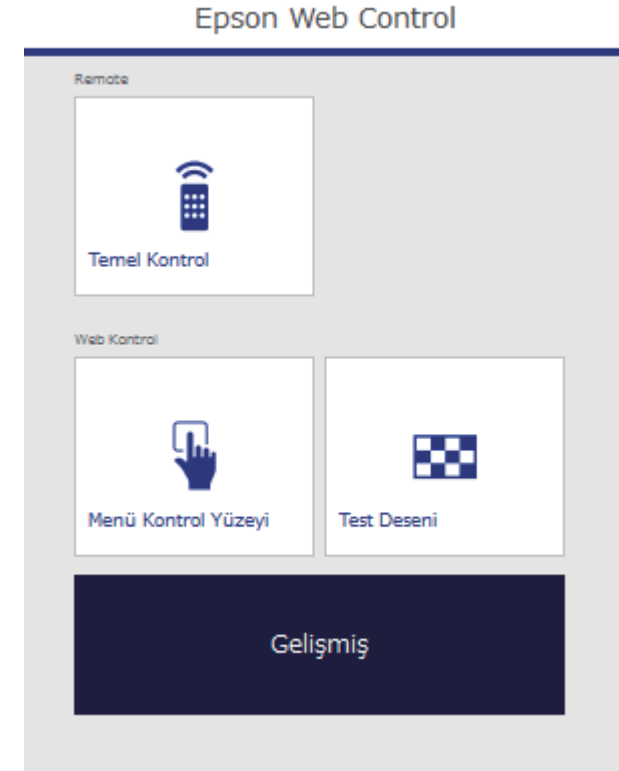 Epson Web Control
Remote
Temel Kontrol
Web Kontrol
Menü Kontrol Yüzeyi
Test Deseni
Gelişmiş